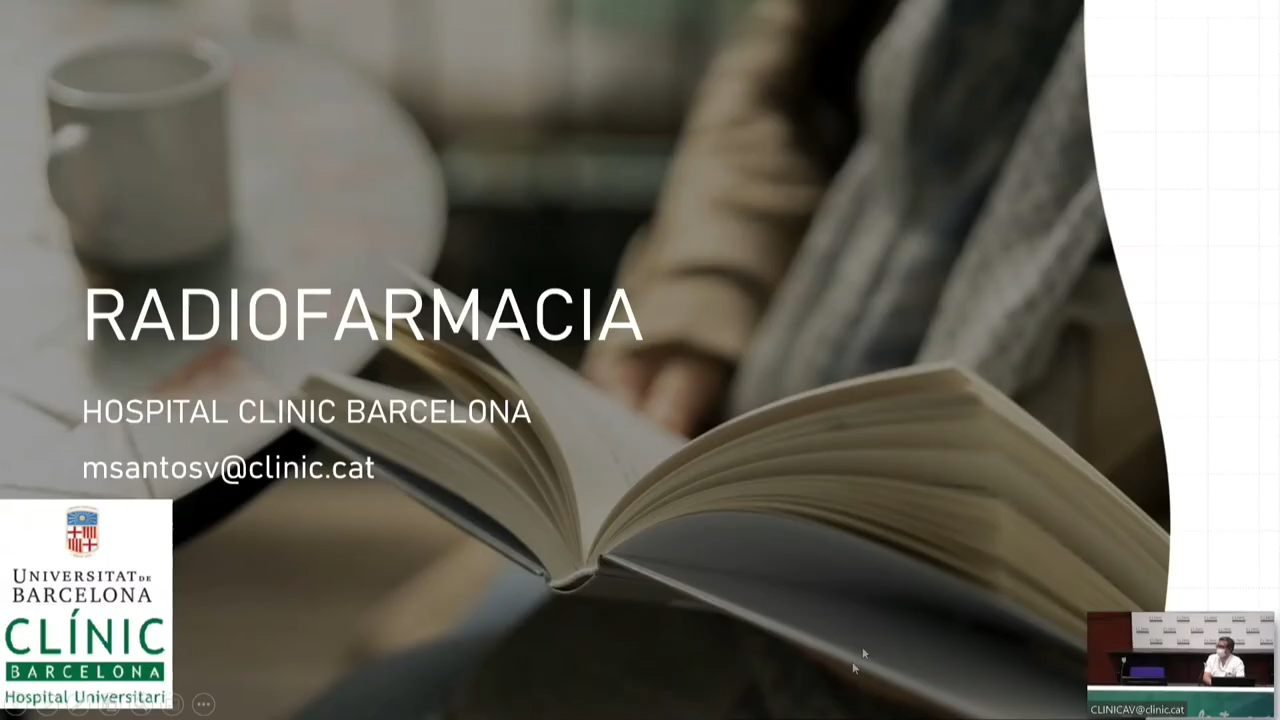 RADIOFARMACIA
HOSPITAL CLINIC BARCELONA
msantosv@clinic.cat
UNIVERSITAT DE
BARCELONA
CLÍNIC
BARCELONA
Hospital Universitari
CLINICAV@clinic.cat